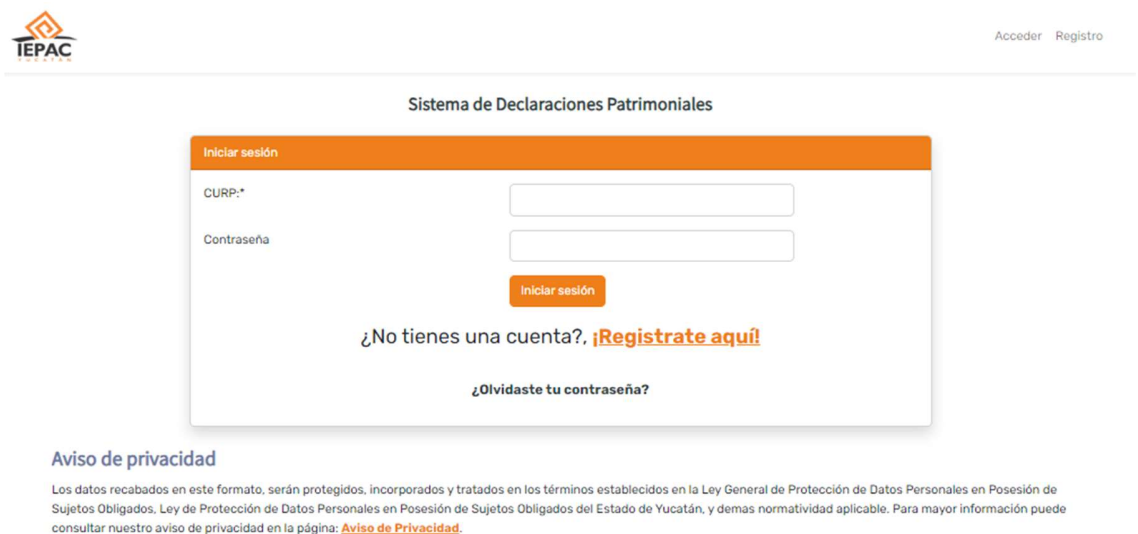 IEPAC
YUCATÁN
Acceder Registro
Sistema de Declaraciones Patrimoniales
Iniciar sesión
CURP:*
Contraseña
Iniciar sesión
¿No tienes una cuenta?, ¡Registrate aquí!
¿Olvidaste tu contraseña?
Aviso de privacidad
Los datos recabados en este formato, serán protegidos, incorporados y tratados en los términos establecidos en la Ley General de Protección de Datos Personales en Posesión de
Sujetos Obligados, Ley de Protección de Datos Personales en Posesión de Sujetos Obligados del Estado de Yucatán, y demas normatividad aplicable. Para mayor información puede
consultar nuestro aviso de privacidad en la página: Aviso de Privacidad.